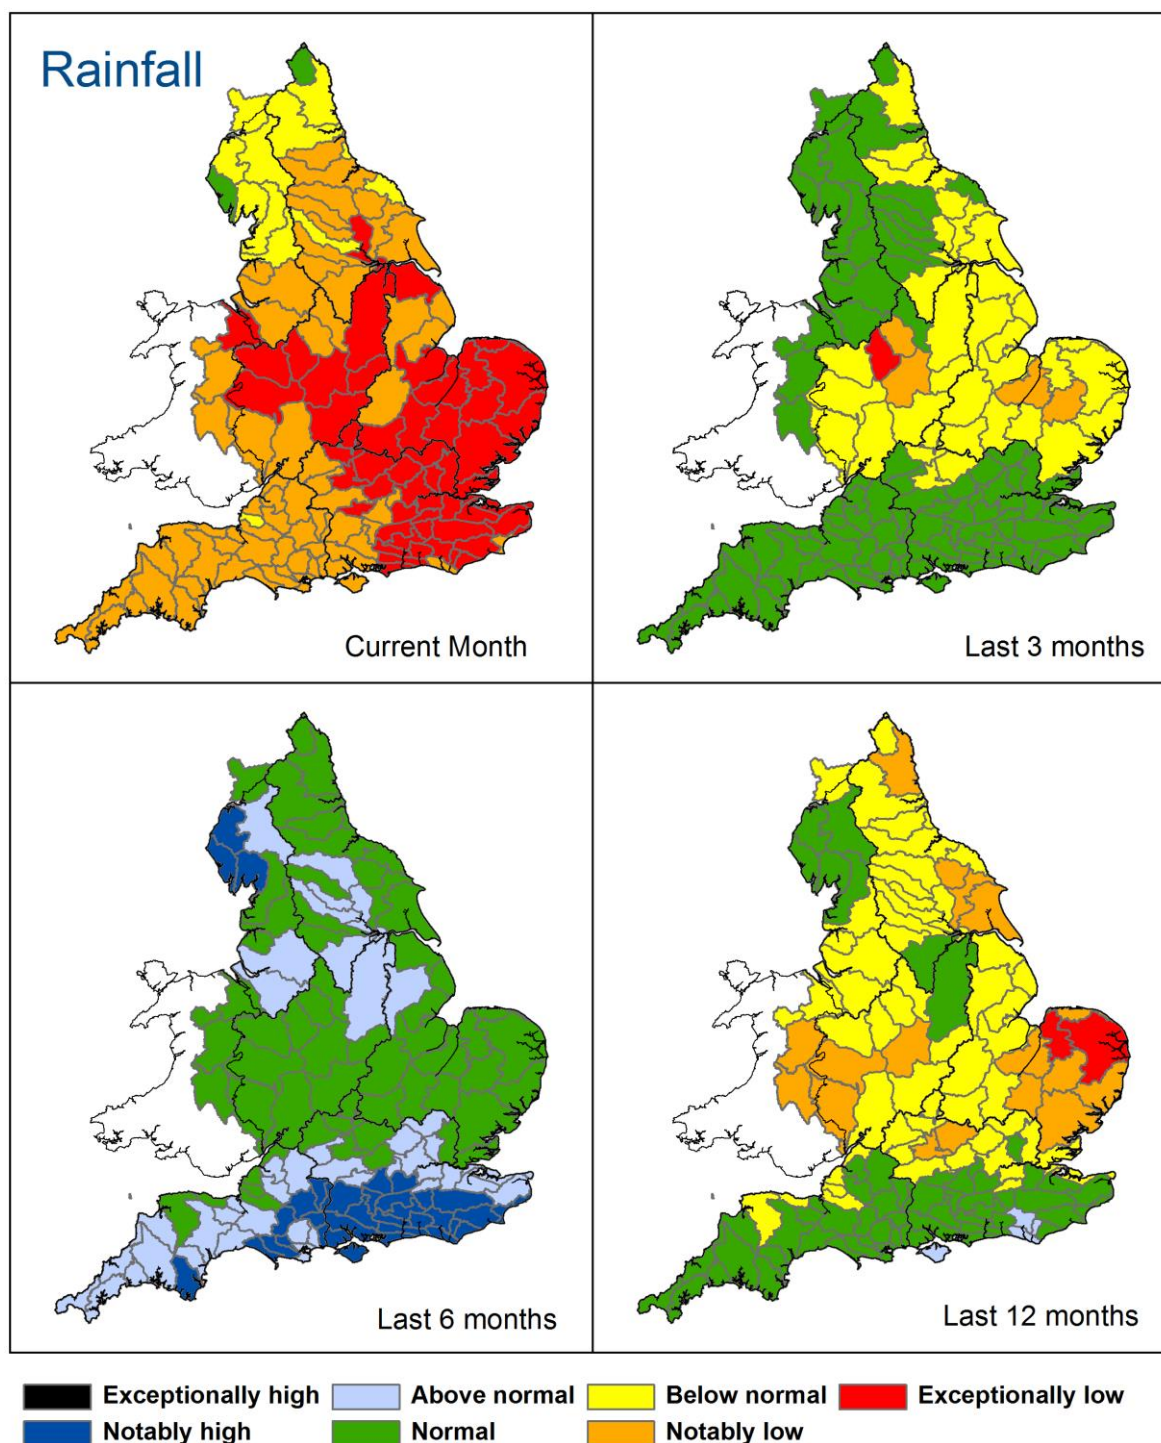 Rainfall
Current Month
Last 3 months
Last 6 months
Last 12 months
Exceptionally high
Above normal
Below normal
Exceptionally low
Notably high
Normal
Notably low